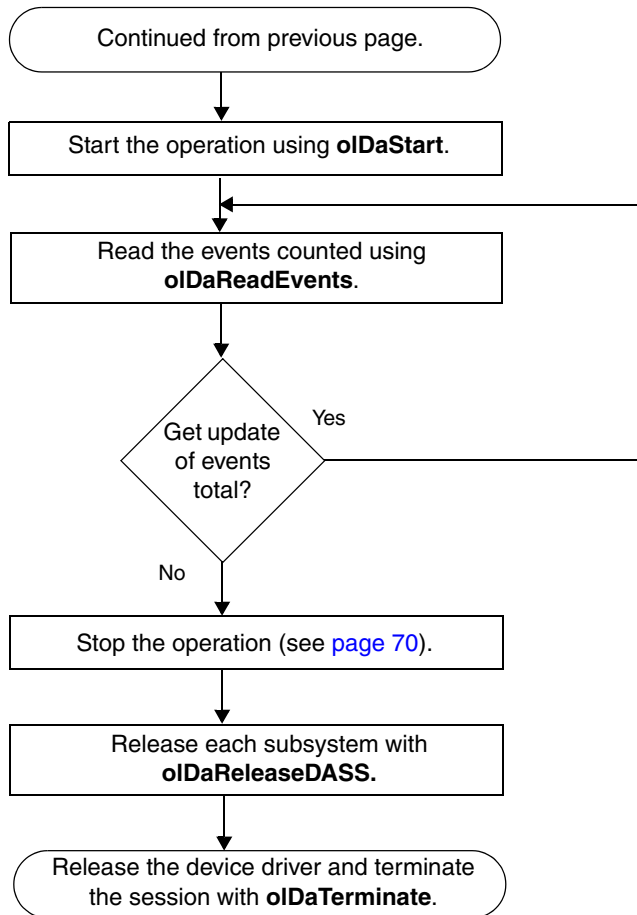 Continued from previous page.
Start the operation using olDaStart.
Read the events counted using
olDaReadEvents.
Get update
of events
total?
Yes
No
Stop the operation (see page 70).
Release each subsystem with
olDaReleaseDASS.
Release the device driver and terminate
the session with olDaTerminate.